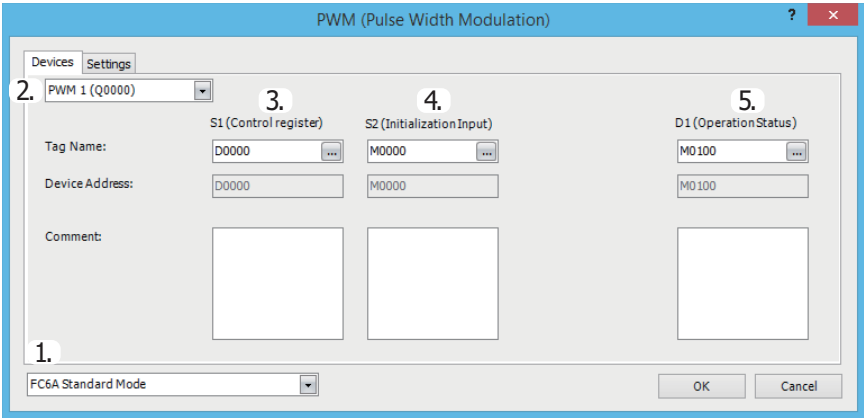 PWM (Pulse Width Modulation)
?
×
Devices Settings
2. PWM 1 (Q0000)
3. 4. 5.
S1 (Control register) S2 (Initialization Input) D1 (Operation Status)
Tag Name: D0000 ... M0000 ... M0100 ...
Device Address: D0000 M0000 M0100
Comment:
1.
FC6A Standard Mode
OK Cancel